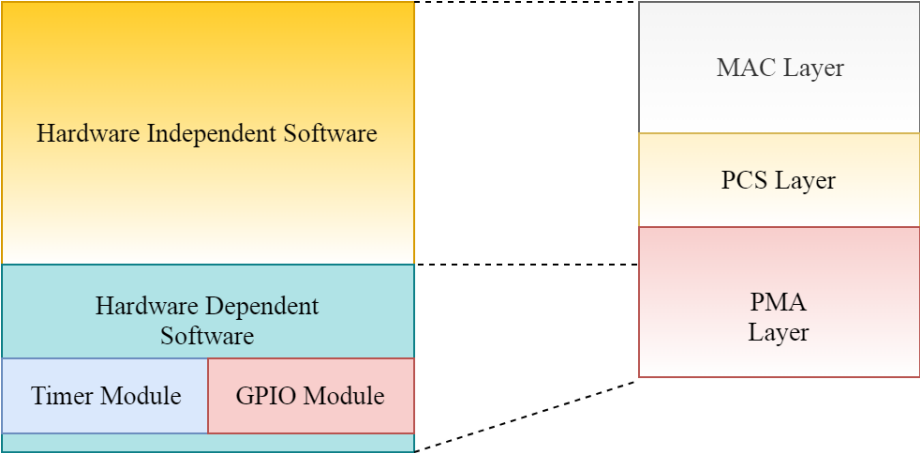 Hardware Independent Software
Hardware Dependent
Software
Timer Module
GPIO Module
MAC Layer
PCS Layer
PMA
Layer